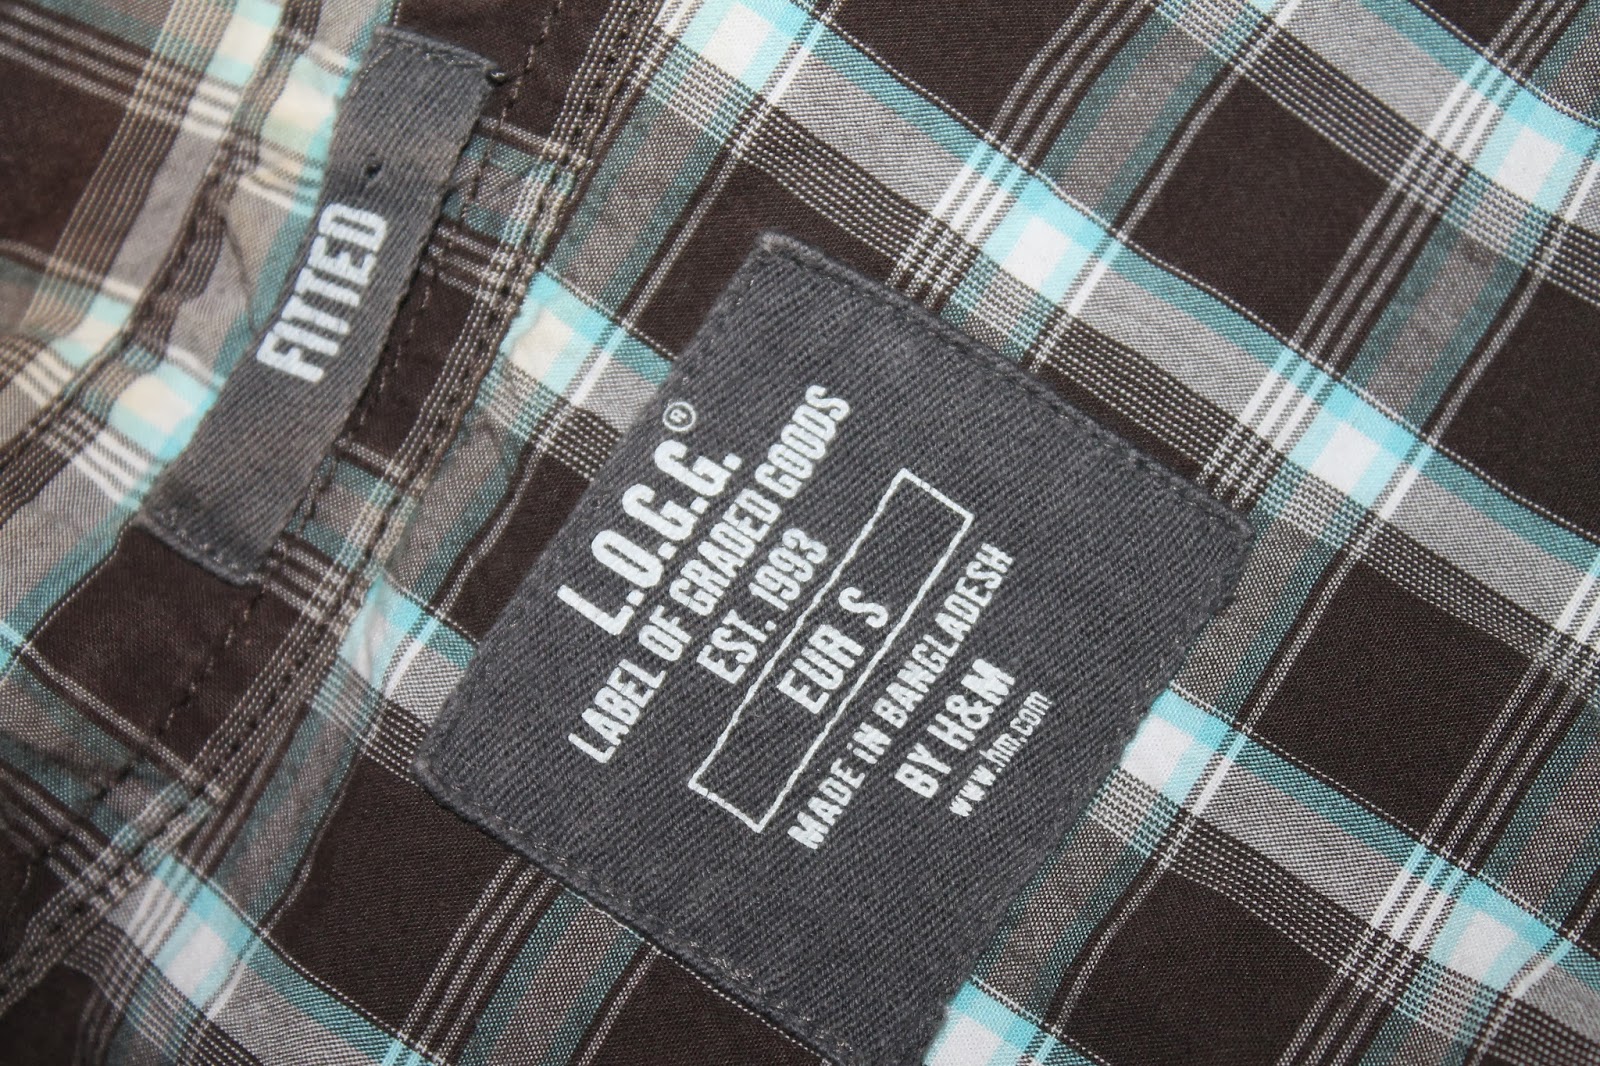 FITTED
L.O.G.G.®
LABEL OF GRADED GOODS
EST. 1993
EUR S
MADE iN BANGLADESH
BY H&M
www.hm.com